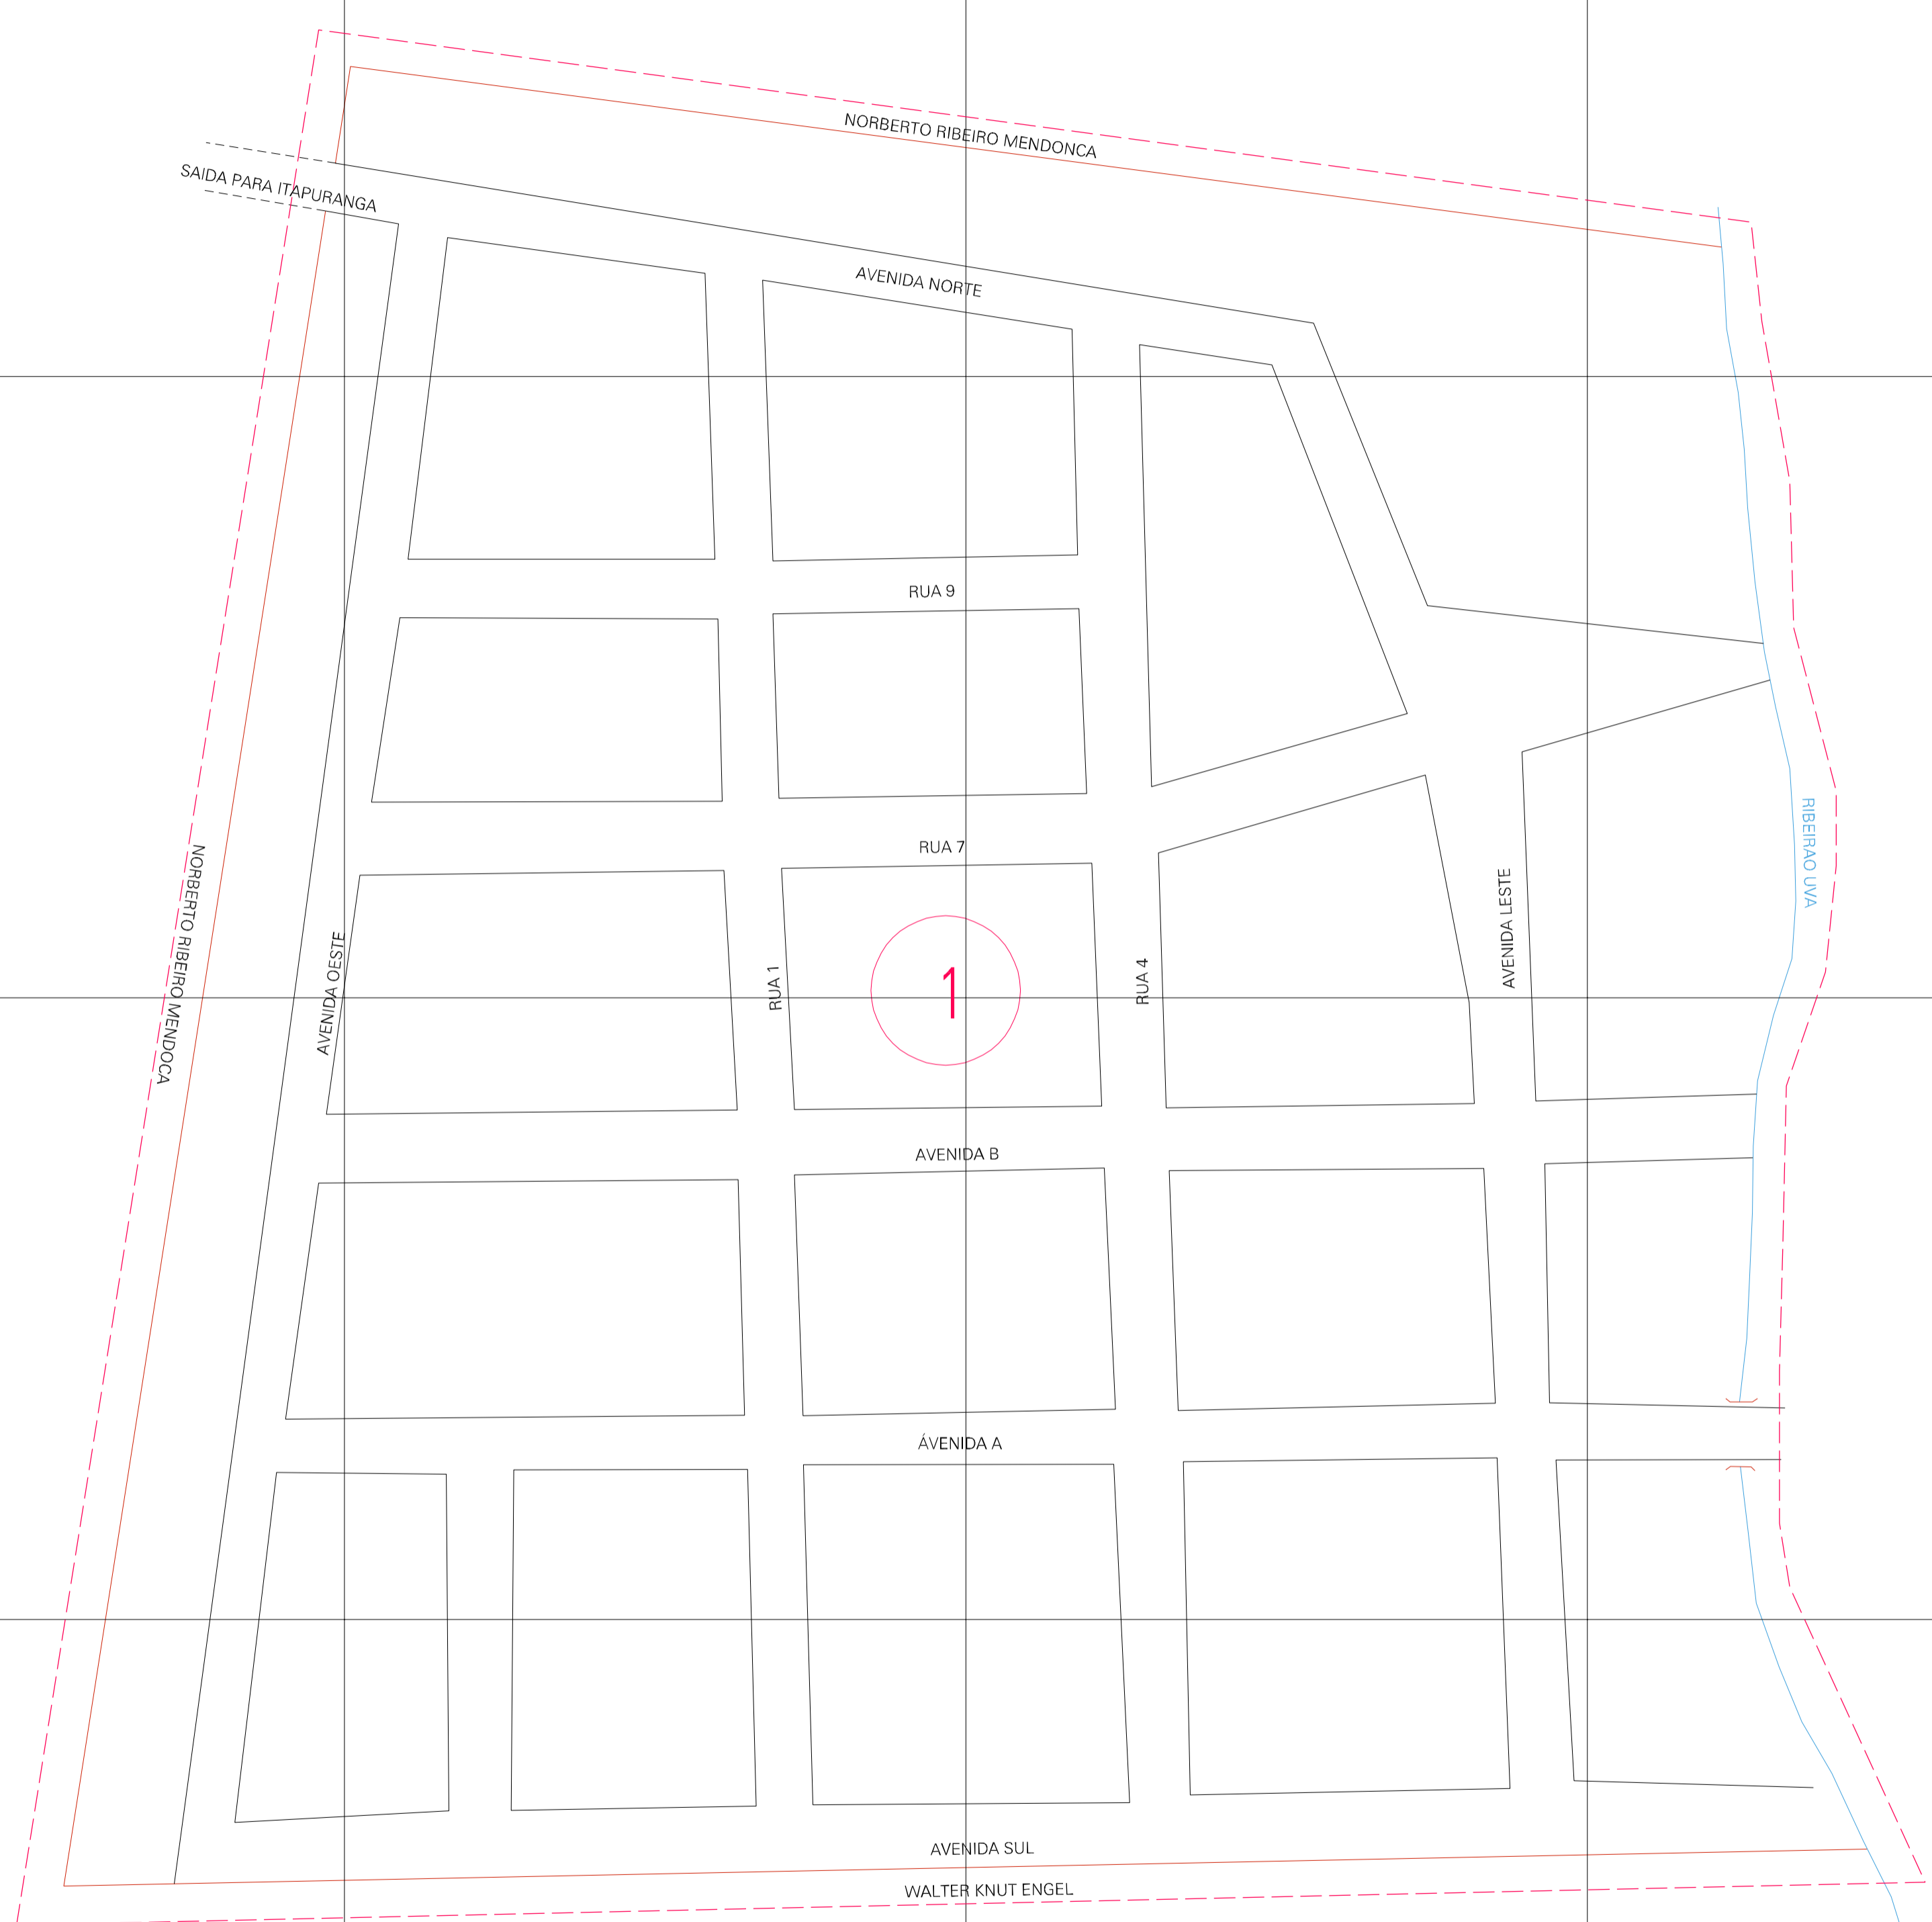 NORBERTO RIBEIRO MENDONCA
SAIDA PARA ITAPURANGA
AVENIDA NORTE
RUA 9
RUA 7
RIBEIRAO UVA
NORBERTO RIBEIRO MENDOCA
AVENIDA OESTE
RUA 1
1
RUA 4
AVENIDA LESTE
AVENIDA B
ÁVENIDA A
AVENIDA SUL
WALTER KNUT ENGEL